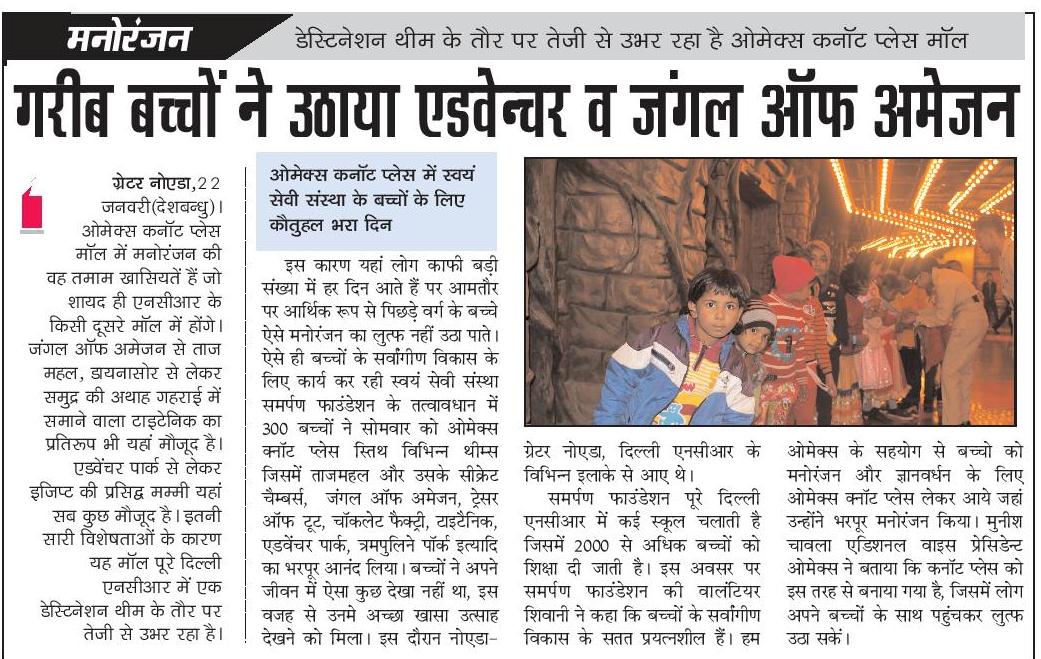 मनोरंजन
डेस्टिनेशन थीम के तौर पर तेजी से उभर रहा है ओमेक्स कनॉट प्लेस मॉल
गरीब बच्चों ने उठाया एडवेन्चर व जंगल ऑफ अमेजन
ग्रेटर नोएडा,22
जनवरी(देशबन्धु)।
ओमेक्स कनॉट प्लेस
मॉल में मनोरंजन की
वह तमाम खासियतें हैं जो
शायद ही एनसीआर के
किसी दूसरे मॉल में होंगे।
जंगल ऑफ अमेजन से ताज
महल, डायनासोर से लेकर
समुद्र की अथाह गहराई में
समाने वाला टाइटेनिक का
प्रतिरूप भी यहां मौजूद है।
एडवेंचर पार्क से लेकर
इजिप्ट की प्रसिद्व मम्मी यहां
सब कुछ मौजूद है। इतनी
सारी विशेषताओं के कारण
यह मॉल पूरे दिल्ली
एनसीआर में एक
डेस्टिनेशन थीम के तौर पर
तेजी से उभर रहा है।
ओमेक्स कनॉट प्लेस में स्वयं
सेवी संस्था के बच्चों के लिए
कौतुहल भरा दिन
इस कारण यहां लोग काफी बड़ी
संख्या में हर दिन आते हैं पर आमतौर
पर आर्थिक रूप से पिछड़े वर्ग के बच्चे
ऐसे मनोरंजन का लुत्फ नहीं उठा पाते।
ऐसे ही बच्चों के सर्वांगीण विकास के
लिए कार्य कर रही स्वयं सेवी संस्था
समर्पण फाउंडेशन के तत्वावधान में
300 बच्चों ने सोमवार को ओमेक्स
क्नॉट प्लेस स्तिथ विभिन्न थीम्स
जिसमें ताजमहल और उसके सीक्रेट
चैम्बर्स, जंगल ऑफ अमेजन, ट्रेसर
ऑफ टूट, चॉकलेट फैक्ट्री, टाइटैनिक,
एडवेंचर पार्क, त्रमपुलिने पॉर्क इत्यादि
का भरपूर आनंद लिया। बच्चों ने अपने
जीवन में ऐसा कुछ देखा नहीं था, इस
वजह से उनमे अच्छा खासा उत्साह
देखने को मिला। इस दौरान नोएडा-
ग्रेटर नोएडा, दिल्ली एनसीआर के
विभिन्न इलाके से आए थे।
समर्पण फाउंडेशन पूरे दिल्ली
एनसीआर में कई स्कूल चलाती है
जिसमें 2000 से अधिक बच्चों को
शिक्षा दी जाती है। इस अवसर पर
समर्पण फाउंडेशन की वालंटियर
शिवानी ने कहा कि बच्चों के सर्वांगीण
विकास के सतत प्रयत्नशील हैं। हम
ओमेक्स के सहयोग से बच्चो को
मनोरंजन और ज्ञानवर्धन के लिए
ओमेक्स क्नॉट प्लेस लेकर आये जहां
उन्होंने भरपूर मनोरंजन किया। मुनीश
चावला एडिशनल वाइस प्रेसिडेन्ट
ओमेक्स ने बताया कि कनॉट प्लेस को
इस तरह से बनाया गया है, जिसमें लोग
अपने बच्चों के साथ पहुंचकर लुत्फ
उठा सकें।